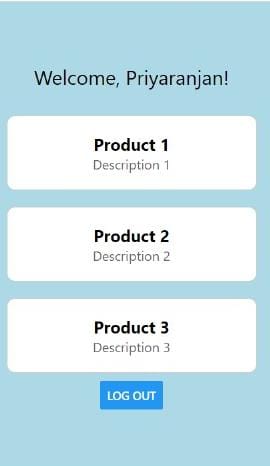 Welcome, Priyaranjan!
Product 1
Description 1
Product 2
Description 2
Product 3
Description 3
LOG OUT